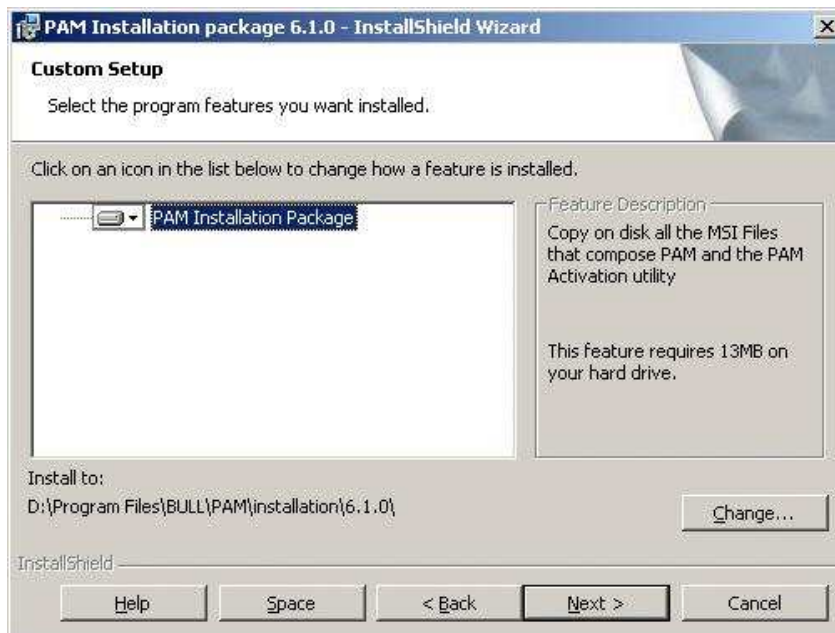 PAM Installation package 6.1.0 - InstallShield Wizard
Custom Setup
Select the program features you want installed.
Click on an icon in the list below to change how a feature is installed.
PAM Installation Package
Feature Description
Copy on disk all the MSI Files
that compose PAM and the PAM
Activation utility
This feature requires 13MB on
your hard drive.
Install to:
D:\Program Files\BULL\PAM\installation\6.1.0\
Change...
InstallShield
Help
Space
< Back
Next >
Cancel